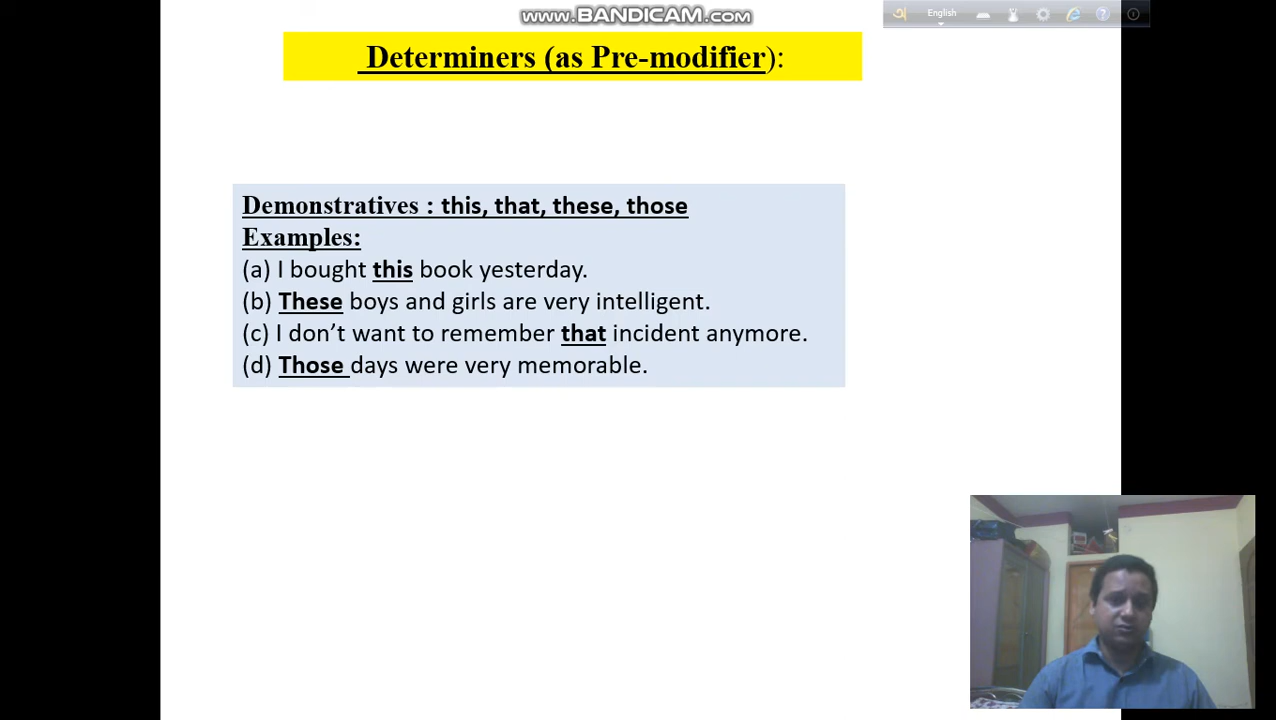 www.BANDICAM.com
English
Determiners (as Pre-modifier):
Demonstratives : this, that, these, those
Examples:
(a) I bought this book yesterday.
(b) These boys and girls are very intelligent.
(c) I don’t want to remember that incident anymore.
(d) Those days were very memorable.